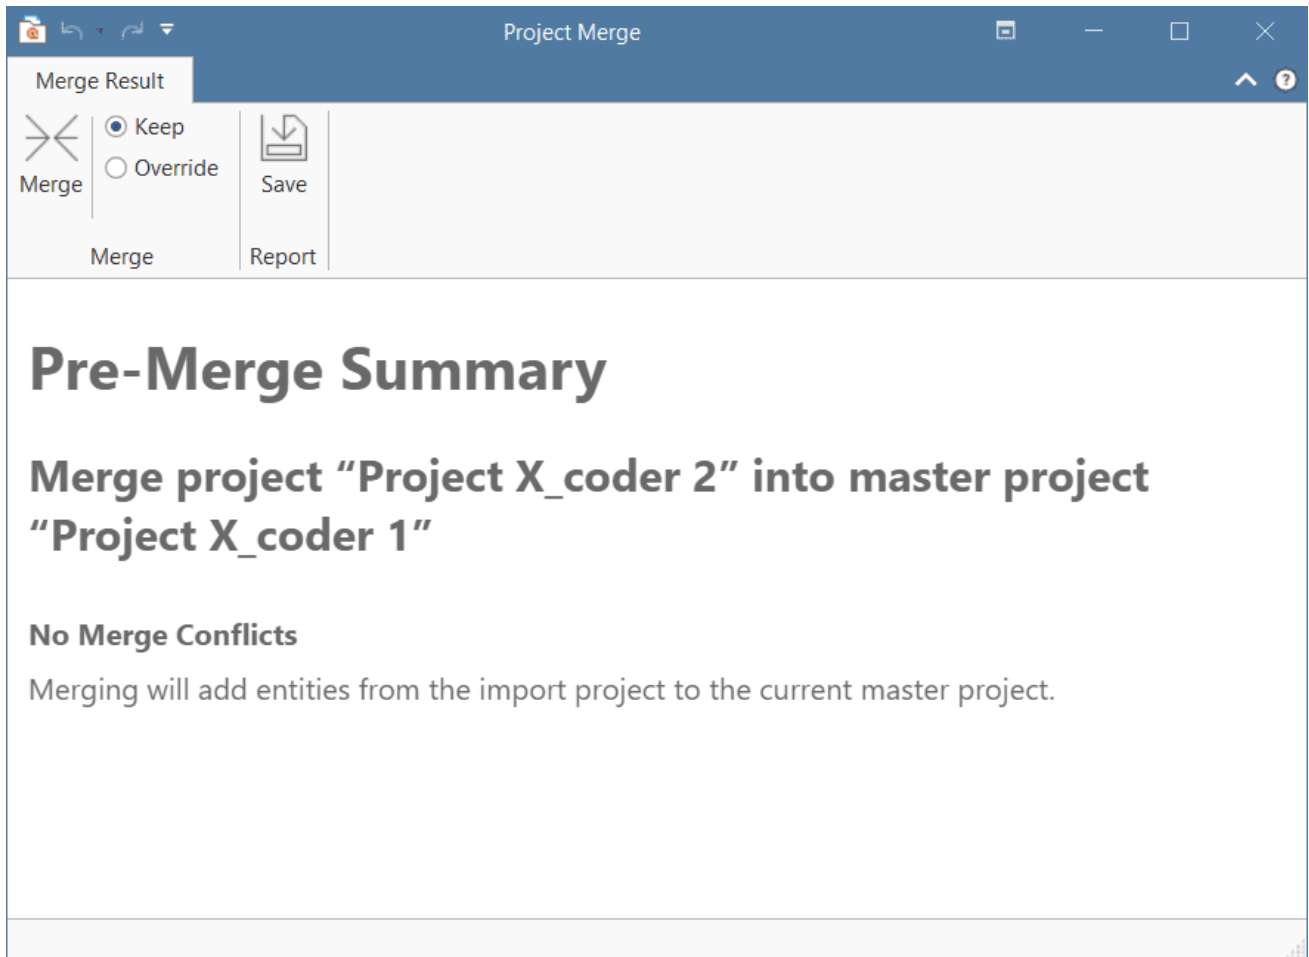 Project Merge
Merge Result
Keep
Override
Merge
Save
Merge
Report
Pre-Merge Summary
Merge project “Project X_coder 2” into master project
“Project X_coder 1”
No Merge Conflicts
Merging will add entities from the import project to the current master project.